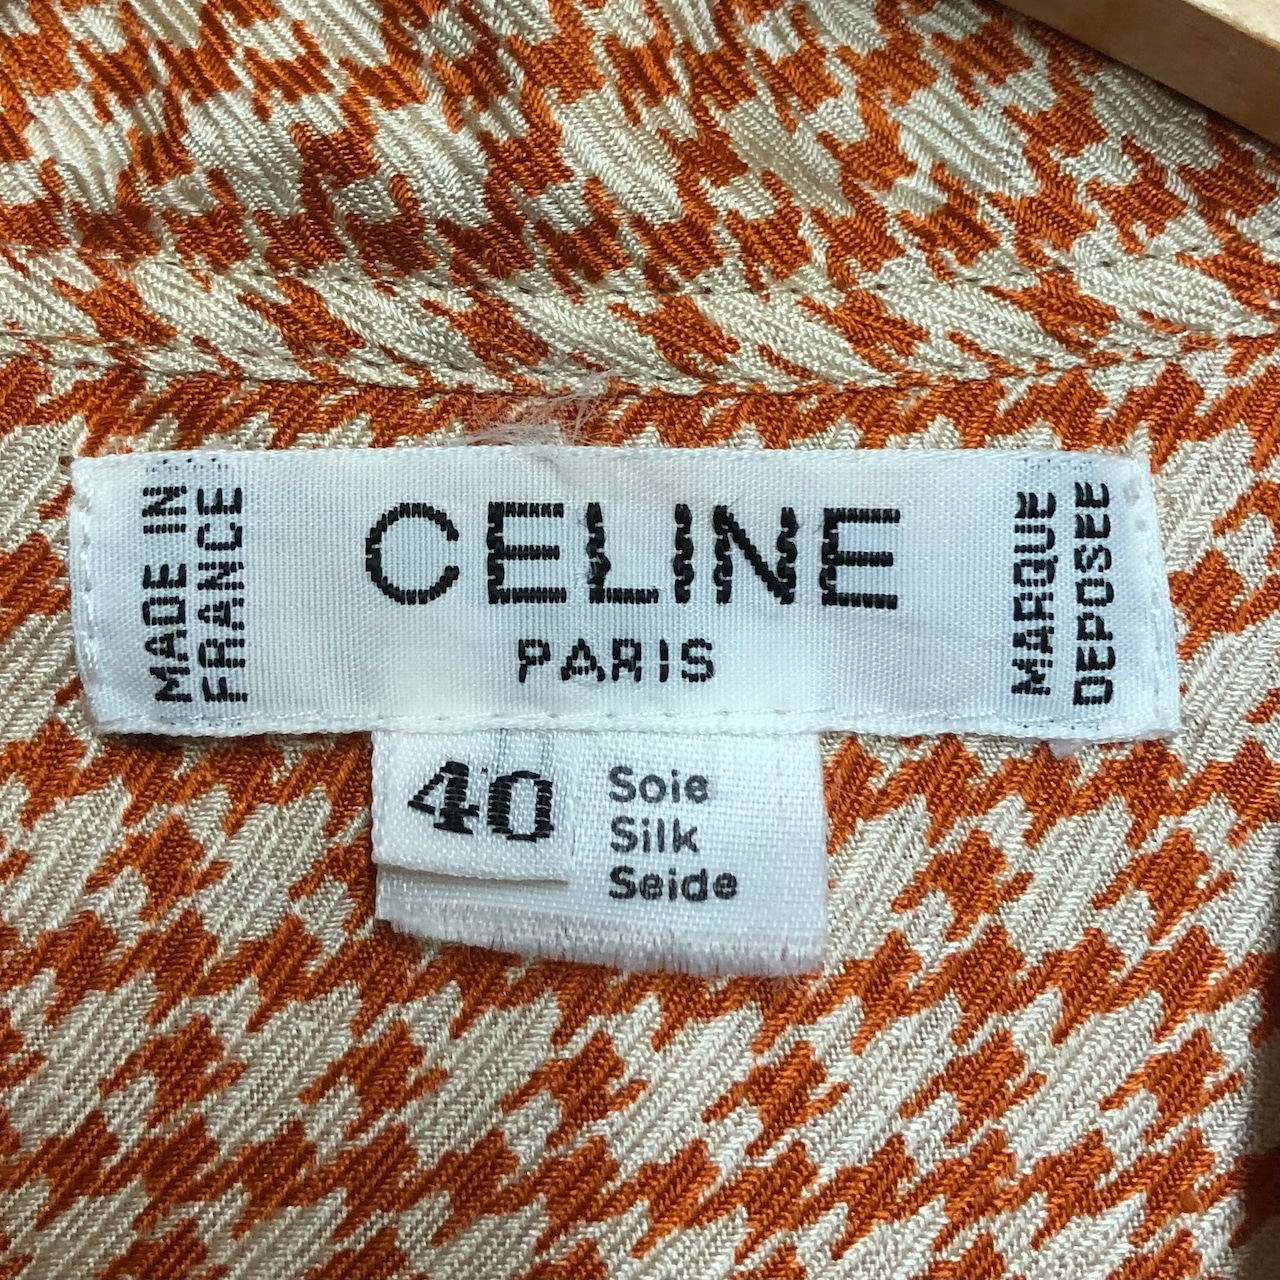 MADE IN
FRANCE
CELINE
PARIS
MARQUE
DEPOSEE
40
Soie
Silk
Seide